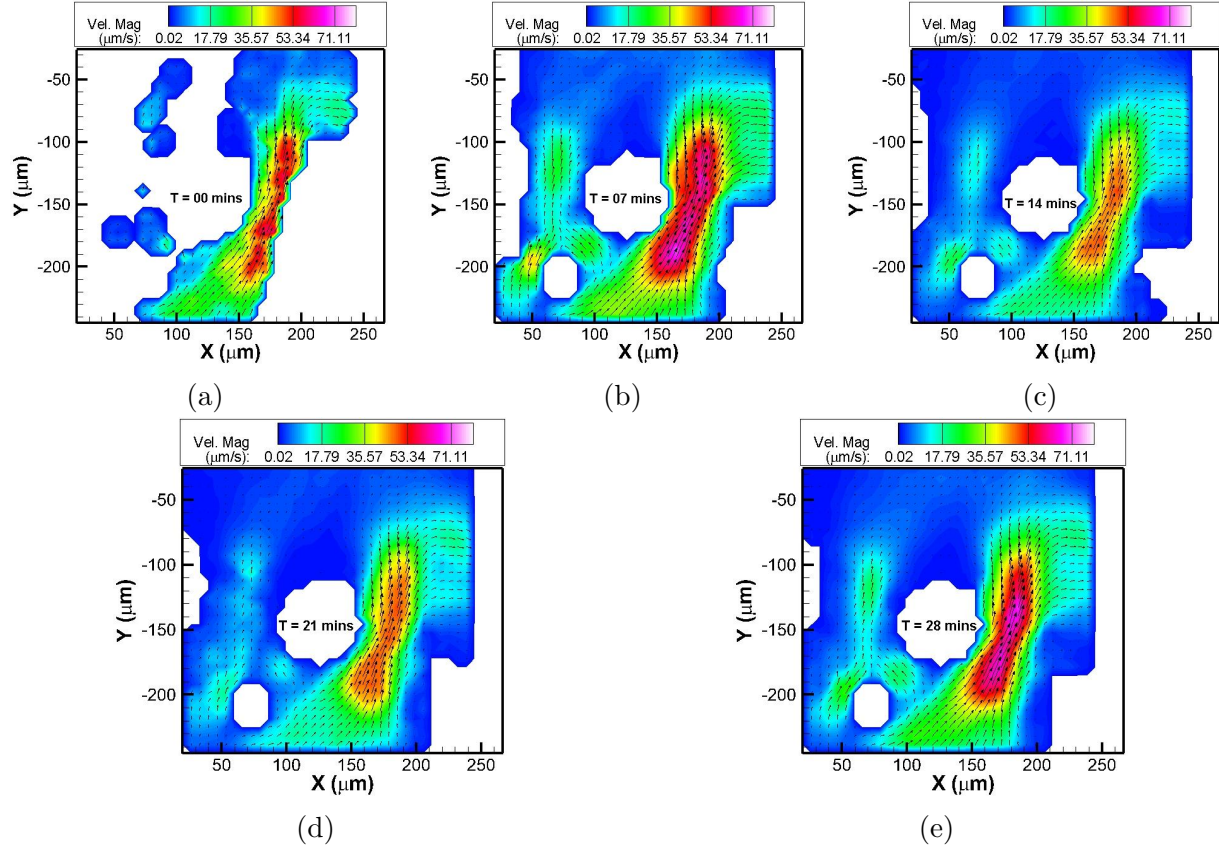 Vel. Mag
(μm/s): 0.02 17.79 35.57 53.34 71.11
-50
-100
-150
-200
Y (μm)
T = 00 mins
50 100 150 200 250
X (μm)
(a)
Vel. Mag
(μm/s): 0.02 17.79 35.57 53.34 71.11
-50
-100
-150
-200
Y (μm)
T = 07 mins
50 100 150 200 250
X (μm)
(b)
Vel. Mag
(μm/s): 0.02 17.79 35.57 53.34 71.11
-50
-100
-150
-200
Y (μm)
T = 14 mins
50 100 150 200 250
X (μm)
(c)
Vel. Mag
(μm/s): 0.02 17.79 35.57 53.34 71.11
-50
-100
-150
-200
Y (μm)
T = 21 mins
50 100 150 200 250
X (μm)
(d)
Vel. Mag
(μm/s): 0.02 17.79 35.57 53.34 71.11
-50
-100
-150
-200
Y (μm)
T = 28 mins
50 100 150 200 250
X (μm)
(e)